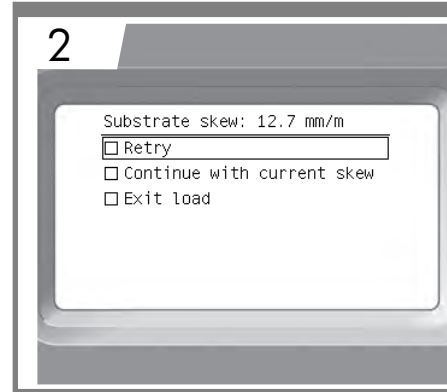 2
Substrate skew: 12.7 mm/m
Retry
Continue with current skew
Exit load